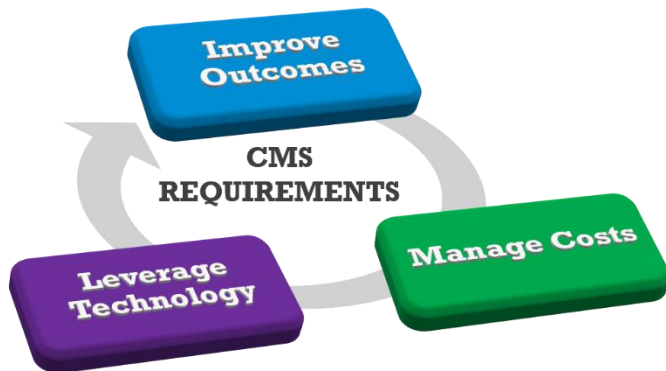 Improve
Outcomes
CMS
REQUIREMENTS
Manage Costs
Leverage
Technology